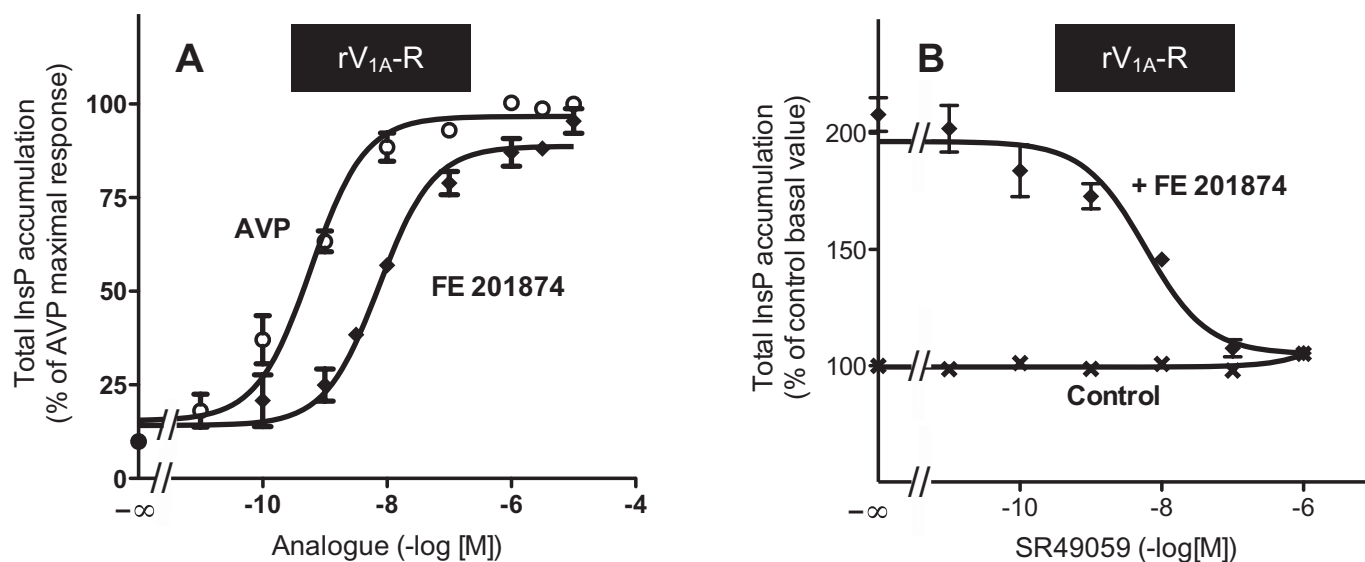 A
rV1A-R
Total InsP accumulation
(% of AVP maximal response)
100
75
50
25
0
AVP
FE 201874
−∞
-10
-8
-6
-4
Analogue (-log [M])
B
rV1A-R
Total InsP accumulation
(% of control basal value)
200
150
100
+ FE 201874
Control
−∞
-10
-8
-6
SR49059 (-log[M])